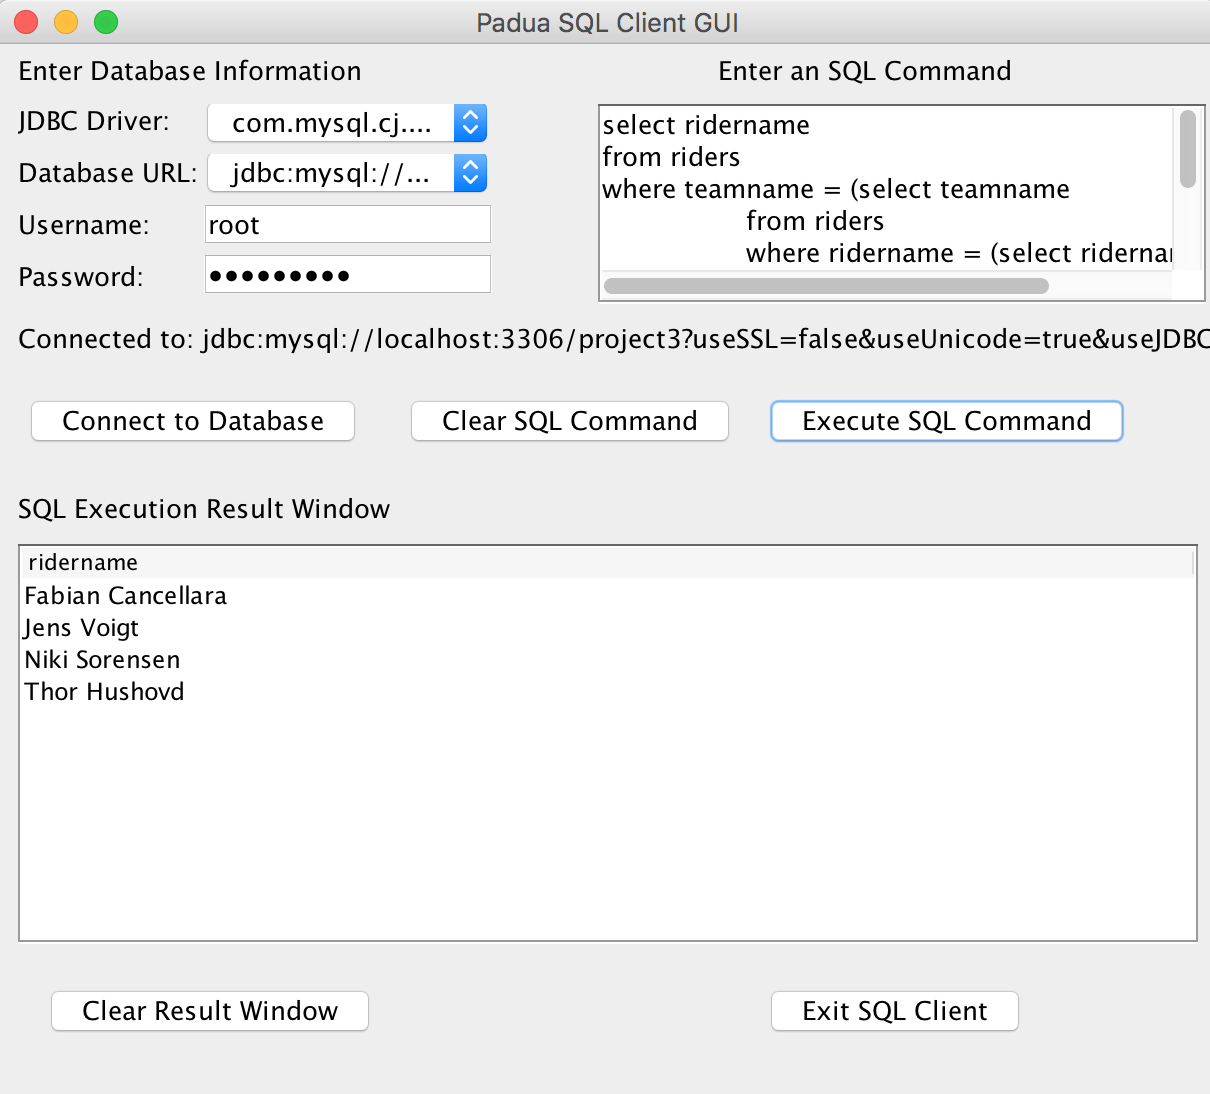 Padua SQL Client GUI
Enter Database Information
Enter an SQL Command
JDBC Driver:
com.mysql.cj....
Database URL:
jdbc:mysql://...
Username:
root
Password:
•••••••••
select ridername
from riders
where teamname = (select teamname
from riders
where ridername = (select riderna
Connected to: jdbc:mysql://localhost:3306/project3?useSSL=false&useUnicode=true&useJDBC
Connect to Database
Clear SQL Command
Execute SQL Command
SQL Execution Result Window
ridername
Fabian Cancellara
Jens Voigt
Niki Sorensen
Thor Hushovd
Clear Result Window
Exit SQL Client